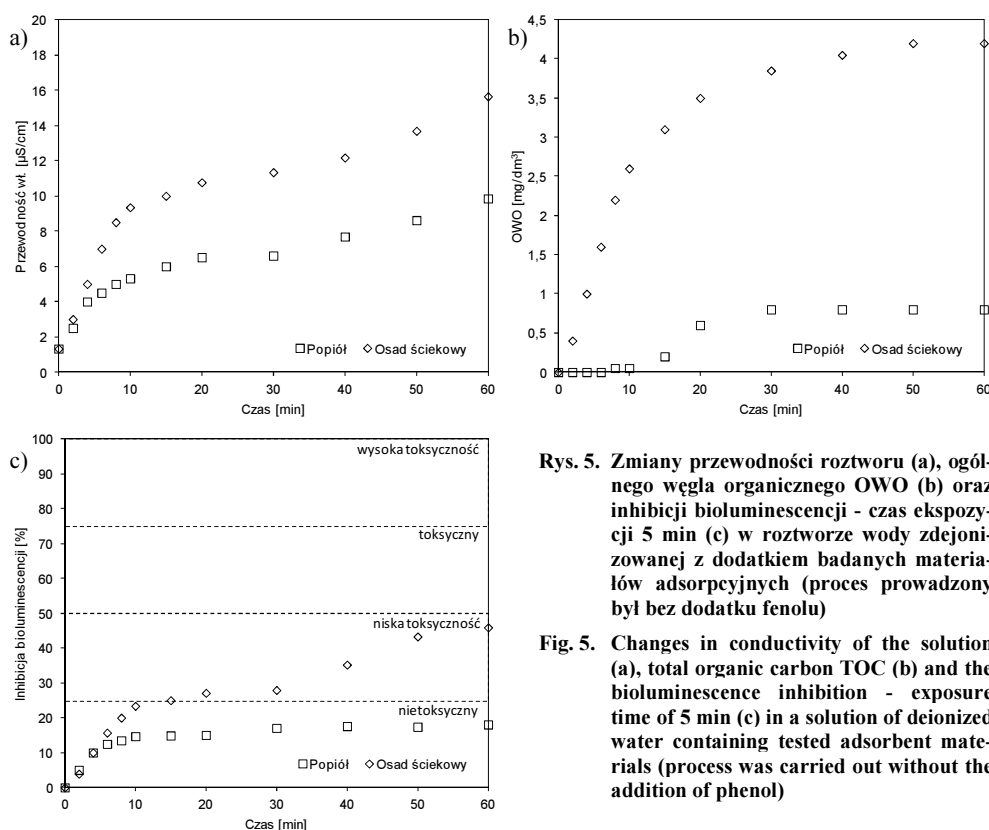 a)
20
18
16
14
12
10
8
6
4
2
0
Przewodność wł. [µS/cm]
Popiół
Osad ściekowy
0 10 20 30 40 50 60
Czas [min]
b)
4,5
4
3,5
3
2,5
2
1,5
1
0,5
0
OWO [mg/dm³]
Popiół
Osad ściekowy
0 10 20 30 40 50 60
Czas [min]
c)
100
90
80
70
60
50
40
30
20
10
0
Inhibicja bioluminescencji [%]
wysoka toksyczność
toksyczny
niska toksyczność
nietoksyczny
Popiół
Osad ściekowy
0 10 20 30 40 50 60
Czas [min]
Rys. 5. Zmiany przewodności roztworu (a), ogól-
nego węgla organicznego OWO (b) oraz
inhibicji bioluminescencji - czas ekspozy-
cji 5 min (c) w roztworze wody zdejoni-
zowanej z dodatkiem badanych materia-
łów adsorpcyjnych (proces prowadzony
był bez dodatku fenolu)
Fig. 5. Changes in conductivity of the solution
(a), total organic carbon TOC (b) and the
bioluminescence inhibition - exposure
time of 5 min (c) in a solution of deionized
water containing tested adsorbent mate-
rials (process was carried out without the
addition of phenol)